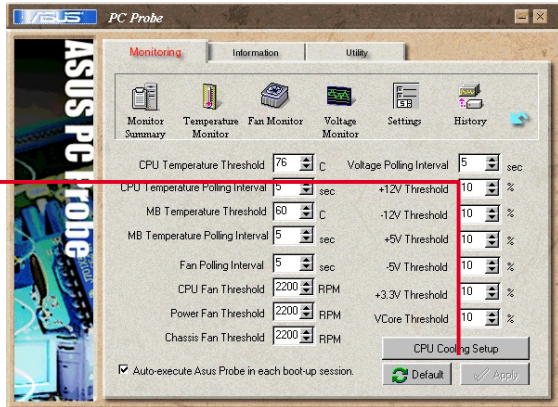 ASUS PC Probe
ASUS PC Probe
Monitoring Information Utility
Monitor Summary
Temperature Monitor
Fan Monitor
Voltage Monitor
Settings
History
CPU Temperature Threshold 76 C
CPU Temperature Polling Interval 5 sec
MB Temperature Threshold 60 C
MB Temperature Polling Interval 5 sec
Fan Polling Interval 5 sec
CPU Fan Threshold 2200 RPM
Power Fan Threshold 2200 RPM
Chassis Fan Threshold 2200 RPM
Voltage Polling Interval 5 sec
+12V Threshold 10 %
-12V Threshold 10 %
+5V Threshold 10 %
-5V Threshold 10 %
+3.3V Threshold 10 %
VCore Threshold 10 %
CPU Cooling Setup
Auto-execute Asus Probe in each boot-up session.
Default
Apply